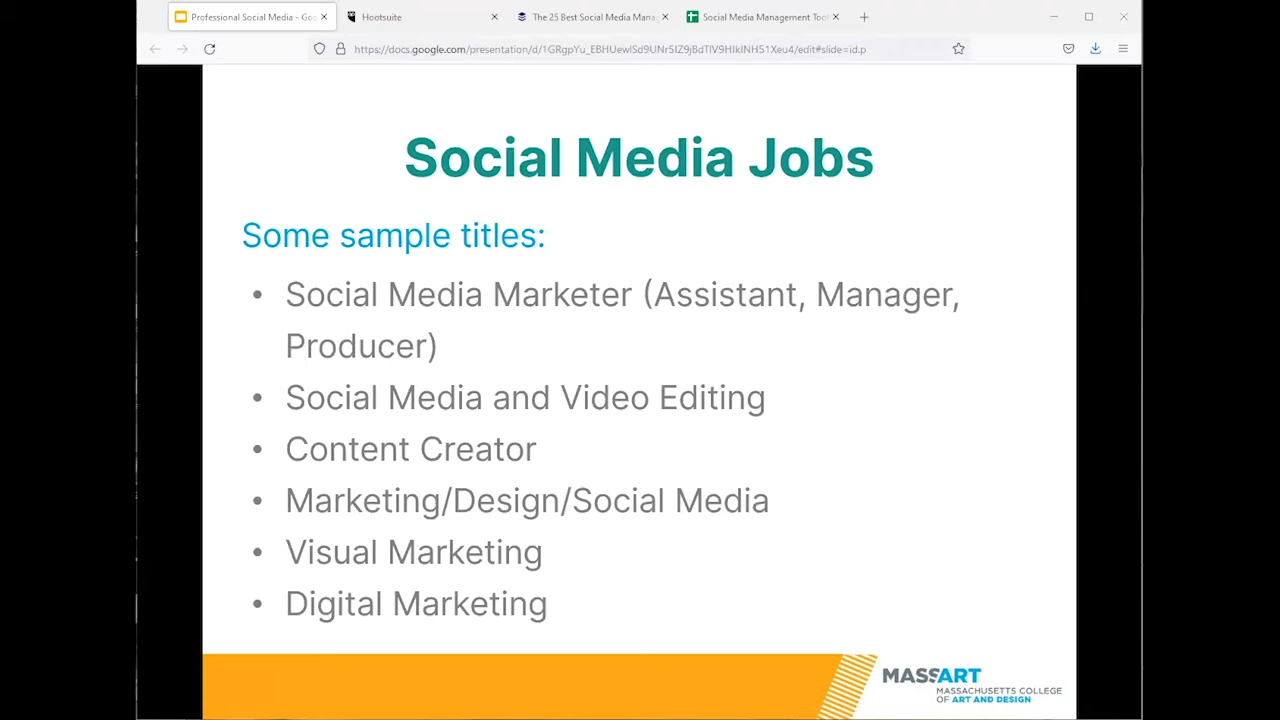 Professional Social Media - Goo
Hootsuite
The 25 Best Social Media Mana
Social Media Management Tool
Social Media Jobs
Some sample titles:
• Social Media Marketer (Assistant, Manager,
Producer)
• Social Media and Video Editing
• Content Creator
• Marketing/Design/Social Media
• Visual Marketing
• Digital Marketing
MASSART
MASSACHUSETTS COLLEGE
OF ART AND DESIGN